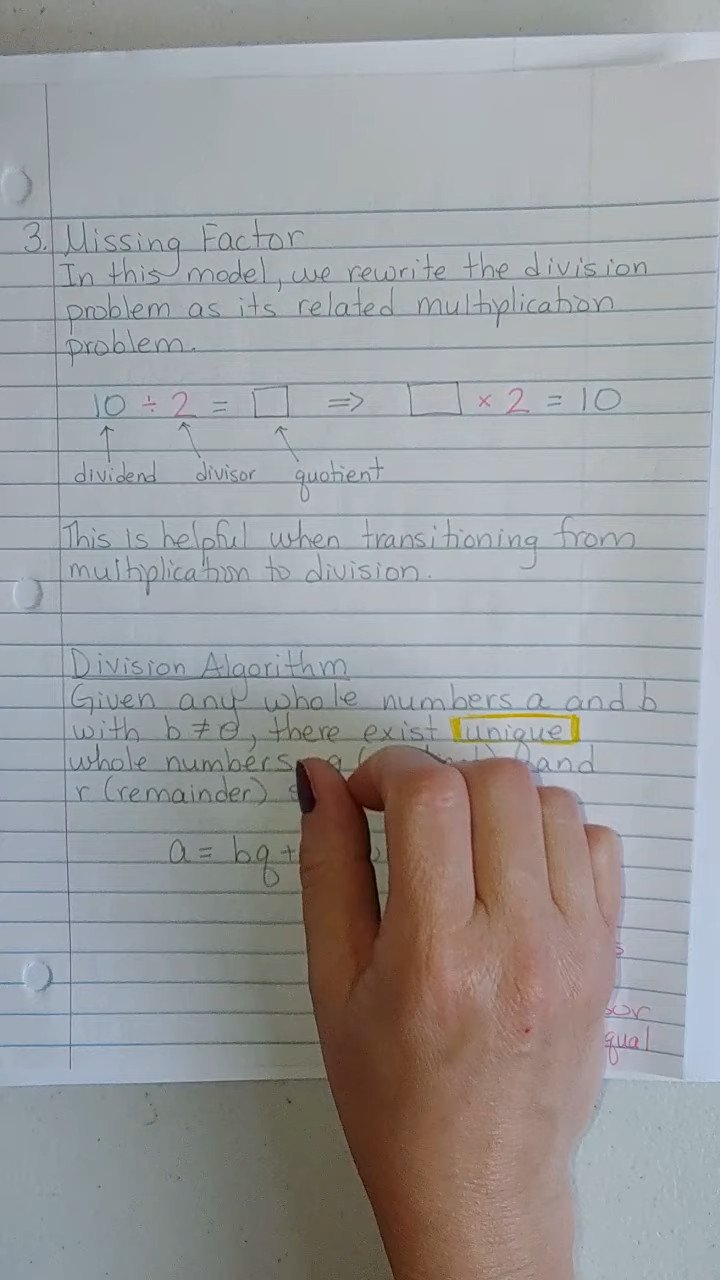 3. Missing Factor
In this model, we rewrite the division
problem as its related multiplication
problem.
10 ÷ 2 = □ ⇒ □ × 2 = 10
dividend divisor quotient
This is helpful when transitioning from
multiplication to division.
Division Algorithm
Given any whole numbers a and b
with b ≠ 0, there exist unique
whole numbers q and
r (remainder)
a = bq +